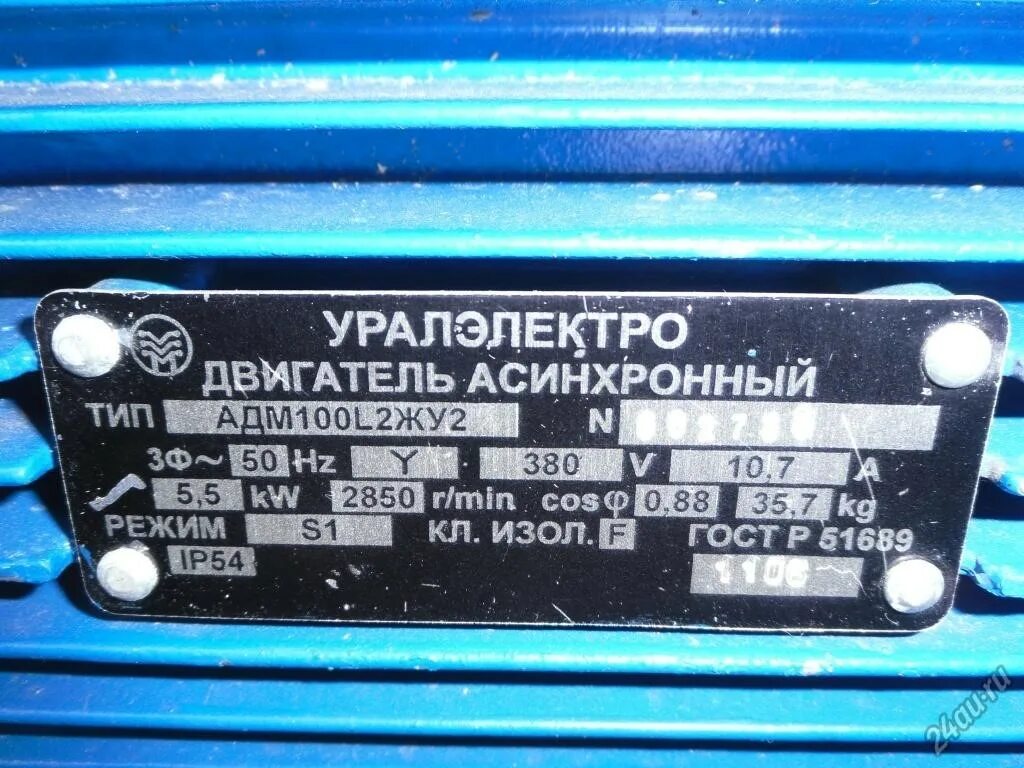 УРАЛЭЛЕКТРО
ДВИГАТЕЛЬ АСИНХРОННЫЙ
ТИП АДМ100L2ЖУ2 N
3Ф~ 50 Hz Y 380 V 10,7 A
5,5 kW 2850 r/min cosφ 0,88 35,7 kg
РЕЖИМ S1 КЛ. ИЗОЛ. F ГОСТ Р 51689
IP54
24au.ru